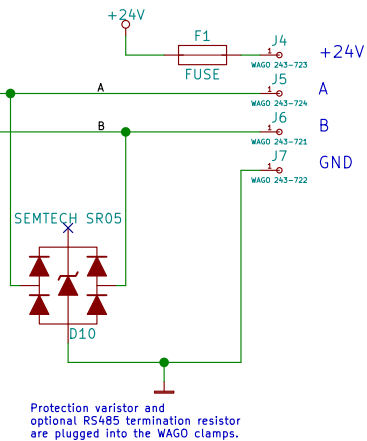 +24V
F1
FUSE
J4
1
WAGO 243-723
+24V
A
J5
1
WAGO 243-724
A
B
J6
1
WAGO 243-721
B
J7
1
WAGO 243-722
GND
SEMTECH SR05
D10
Protection varistor and
optional RS485 termination resistor
are plugged into the WAGO clamps.